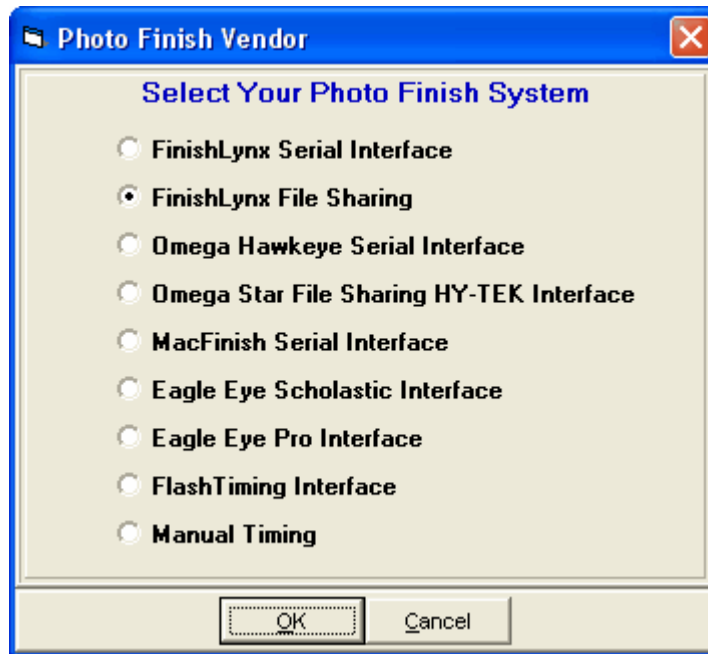 Photo Finish Vendor
Select Your Photo Finish System
FinishLynx Serial Interface
FinishLynx File Sharing
Omega Hawkeye Serial Interface
Omega Star File Sharing HY-TEK Interface
MacFinish Serial Interface
Eagle Eye Scholastic Interface
Eagle Eye Pro Interface
FlashTiming Interface
Manual Timing
OK Cancel